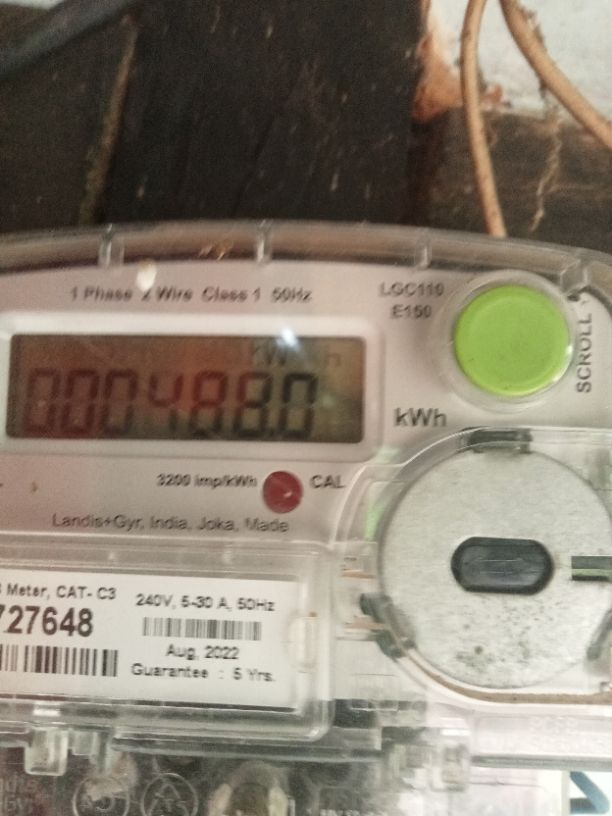 1 Phase 2 Wire Class 1 50Hz
LGC110
E150
SCROLL
kW h
000488.0
kWh
3200 imp/kWh
CAL
Landis+Gyr, India, Joka, Made
Meter, CAT- C3
727648
240V, 5-30 A, 50Hz
Aug, 2022
Guarantee : 5 Yrs.